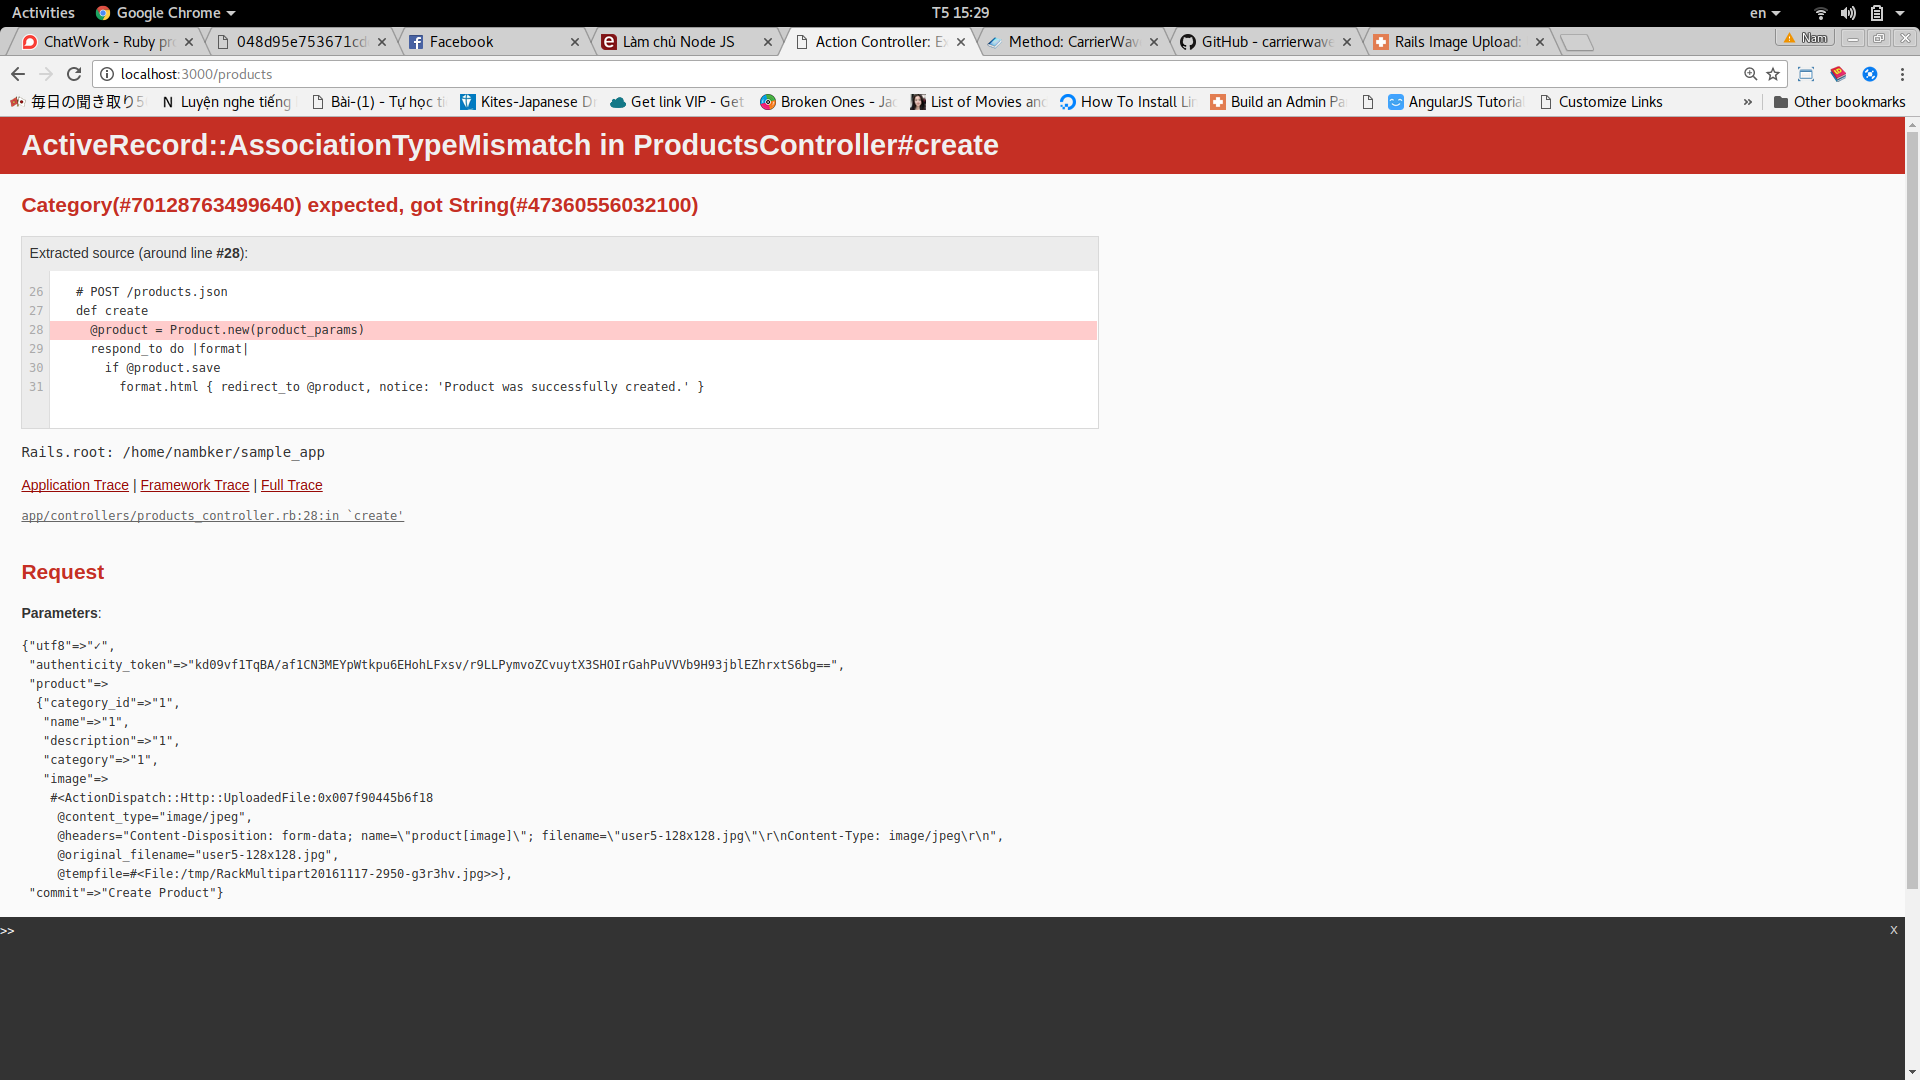 Activities Google Chrome T5 15:29 en
ChatWork - Ruby pr 048d95e753671cd Facebook Làm chủ Node JS Action Controller: Ex Method: CarrierWav GitHub - carrierwave Rails Image Upload: Nam
localhost:3000/products
毎日の聞き取り5 Luyện nghe tiếng Bài-(1) - Tự học ti Kites-Japanese Dr Get link VIP - Get Broken Ones - Jac List of Movies and How To Install Lin Build an Admin Pa AngularJS Tutoria Customize Links » Other bookmarks
ActiveRecord::AssociationTypeMismatch in ProductsController#create
Category(#70128763499640) expected, got String(#47360556032100)
Extracted source (around line #28):
26 # POST /products.json
27 def create
28 @product = Product.new(product_params)
29 respond_to do |format|
30 if @product.save
31 format.html { redirect_to @product, notice: 'Product was successfully created.' }
Rails.root: /home/nambker/sample_app
Application Trace | Framework Trace | Full Trace
app/controllers/products_controller.rb:28:in `create'
Request
Parameters:
{"utf8"=>"✓",
"authenticity_token"=>"kd09vf1TqBA/af1CN3MEYpWtkpu6EHohLFxsv/r9LLPymvoZCvuytX3SHOIrGahPuVVVb9H93jblEZhrxtS6bg==",
"product"=>
{"category_id"=>"1",
"name"=>"1",
"description"=>"1",
"category"=>"1",
"image"=>
#<ActionDispatch::Http::UploadedFile:0x007f90445b6f18
@content_type="image/jpeg",
@headers="Content-Disposition: form-data; name=\"product[image]\"; filename=\"user5-128x128.jpg\"\r\nContent-Type: image/jpeg\r\n",
@original_filename="user5-128x128.jpg",
@tempfile=#<File:/tmp/RackMultipart20161117-2950-g3r3hv.jpg>>},
"commit"=>"Create Product"}
>> x